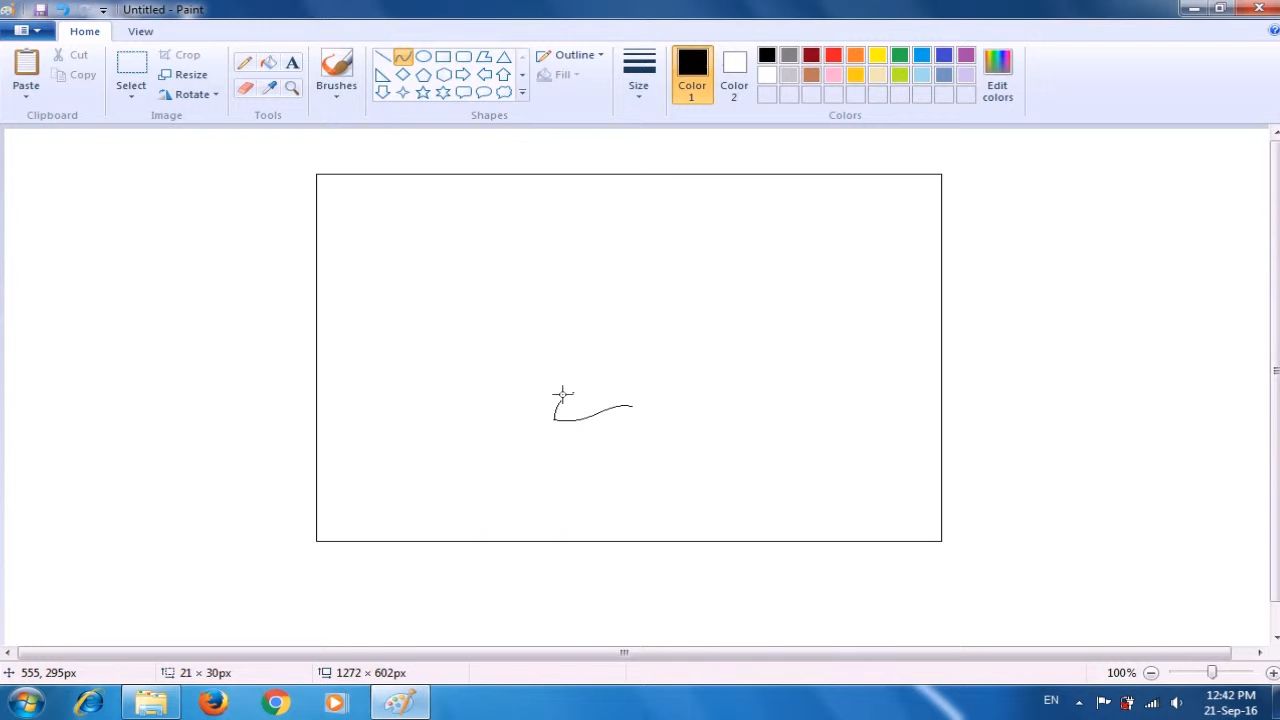 Untitled - Paint
Home View
Paste
Cut
Copy
Clipboard
Select
Crop
Resize
Rotate
Image
A
Tools
Brushes
Outline
Fill
Shapes
Size
Color
1
Color
2
Edit
colors
Colors
555, 295px
21 × 30px
1272 × 602px
100%
EN
12:42 PM
21-Sep-16